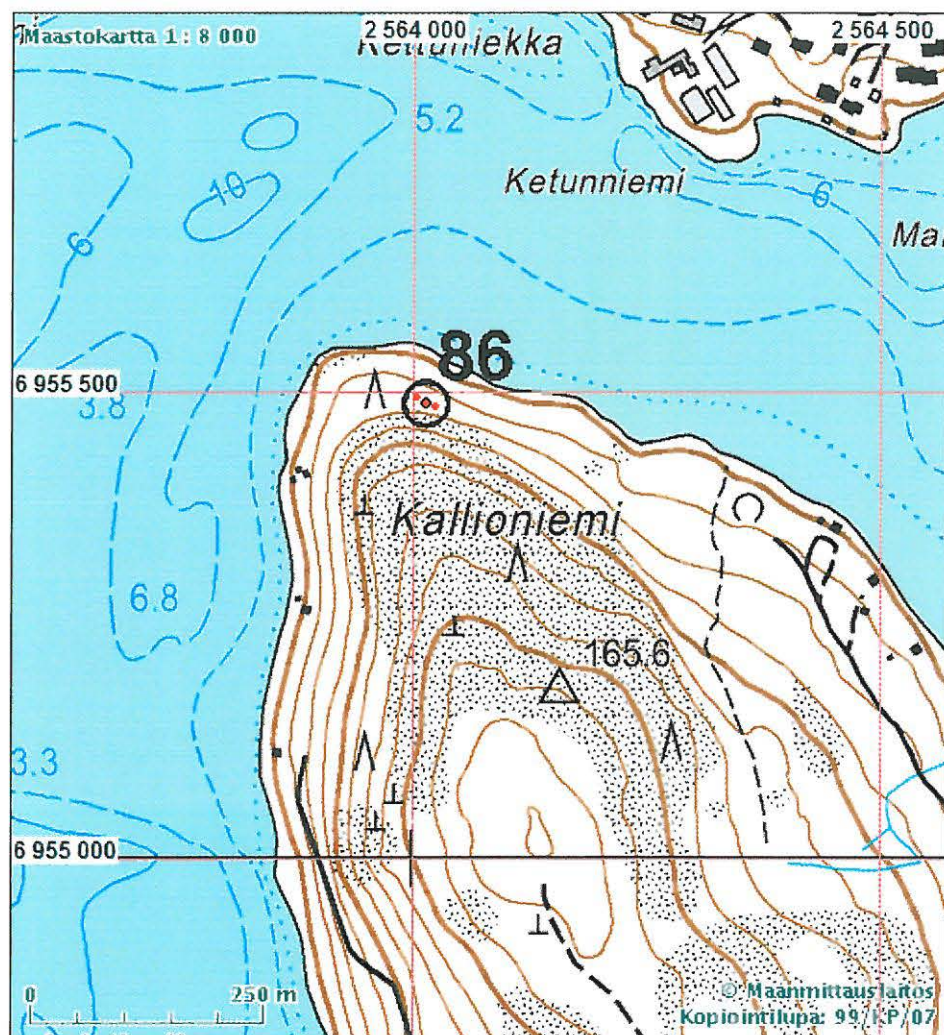 2 564 000
2 564 500
Maastokartta 1 : 8 000
5.2
Ketunniemi
10
6
6
86
6 955 500
3.8
Kallioniemi
6.8
165.6
3.3
6 955 000
0
250 m
© Maanmittauslaitos
Kopiointilupa: 99/KP/07